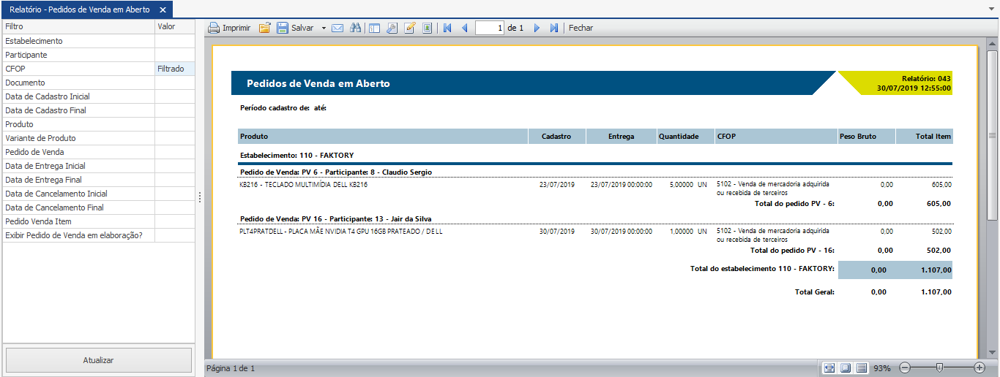 Relatório - Pedidos de Venda em Aberto
Filtro Valor
Estabelecimento
Participante
CFOP Filtrado
Documento
Data de Cadastro Inicial
Data de Cadastro Final
Produto
Variante de Produto
Pedido de Venda
Data de Entrega Inicial
Data de Entrega Final
Data de Cancelamento Inicial
Data de Cancelamento Final
Pedido Venda Item
Exibir Pedido de Venda em elaboração?
Atualizar
Imprimir Salvar 1 de 1 Fechar
Pedidos de Venda em Aberto
Relatório: 043
30/07/2019 12:55:00
Período cadastro de: até:
Produto Cadastro Entrega Quantidade CFOP Peso Bruto Total Item
Estabelecimento: 110 - FAKTORY
Pedido de Venda: PV 6 - Participante: 8 - Claudio Sergio
KB216 - TECLADO MULTIMÍDIA DELL KB216 23/07/2019 23/07/2019 00:00:00 5,00000 UN 5102 - Venda de mercadoria adquirida 0,00 605,00
ou recebida de terceiros
Total do pedido PV - 6: 0,00 605,00
Pedido de Venda: PV 16 - Participante: 13 - Jair da Silva
PLT4PRATDELL - PLACA MÃE NVIDIA T4 GPU 16GB PRATEADO / DELL 30/07/2019 30/07/2019 00:00:00 1,00000 UN 5102 - Venda de mercadoria adquirida 0,00 502,00
ou recebida de terceiros
Total do pedido PV - 16: 0,00 502,00
Total do estabelecimento 110 - FAKTORY: 0,00 1.107,00
Total Geral: 0,00 1.107,00
Página 1 de 1 93%